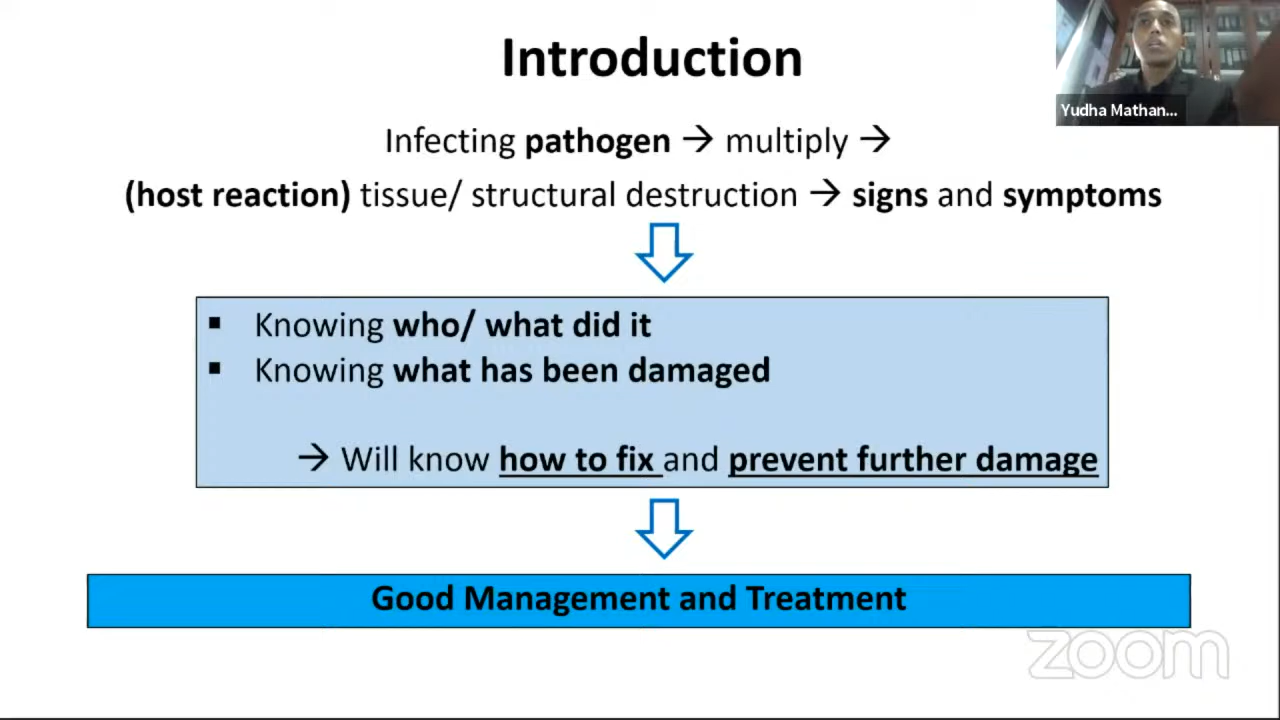 Introduction
Yudha Mathan...
Infecting pathogen → multiply →
(host reaction) tissue/ structural destruction → signs and symptoms
▪ Knowing who/ what did it
▪ Knowing what has been damaged
→ Will know how to fix and prevent further damage
Good Management and Treatment
zoom